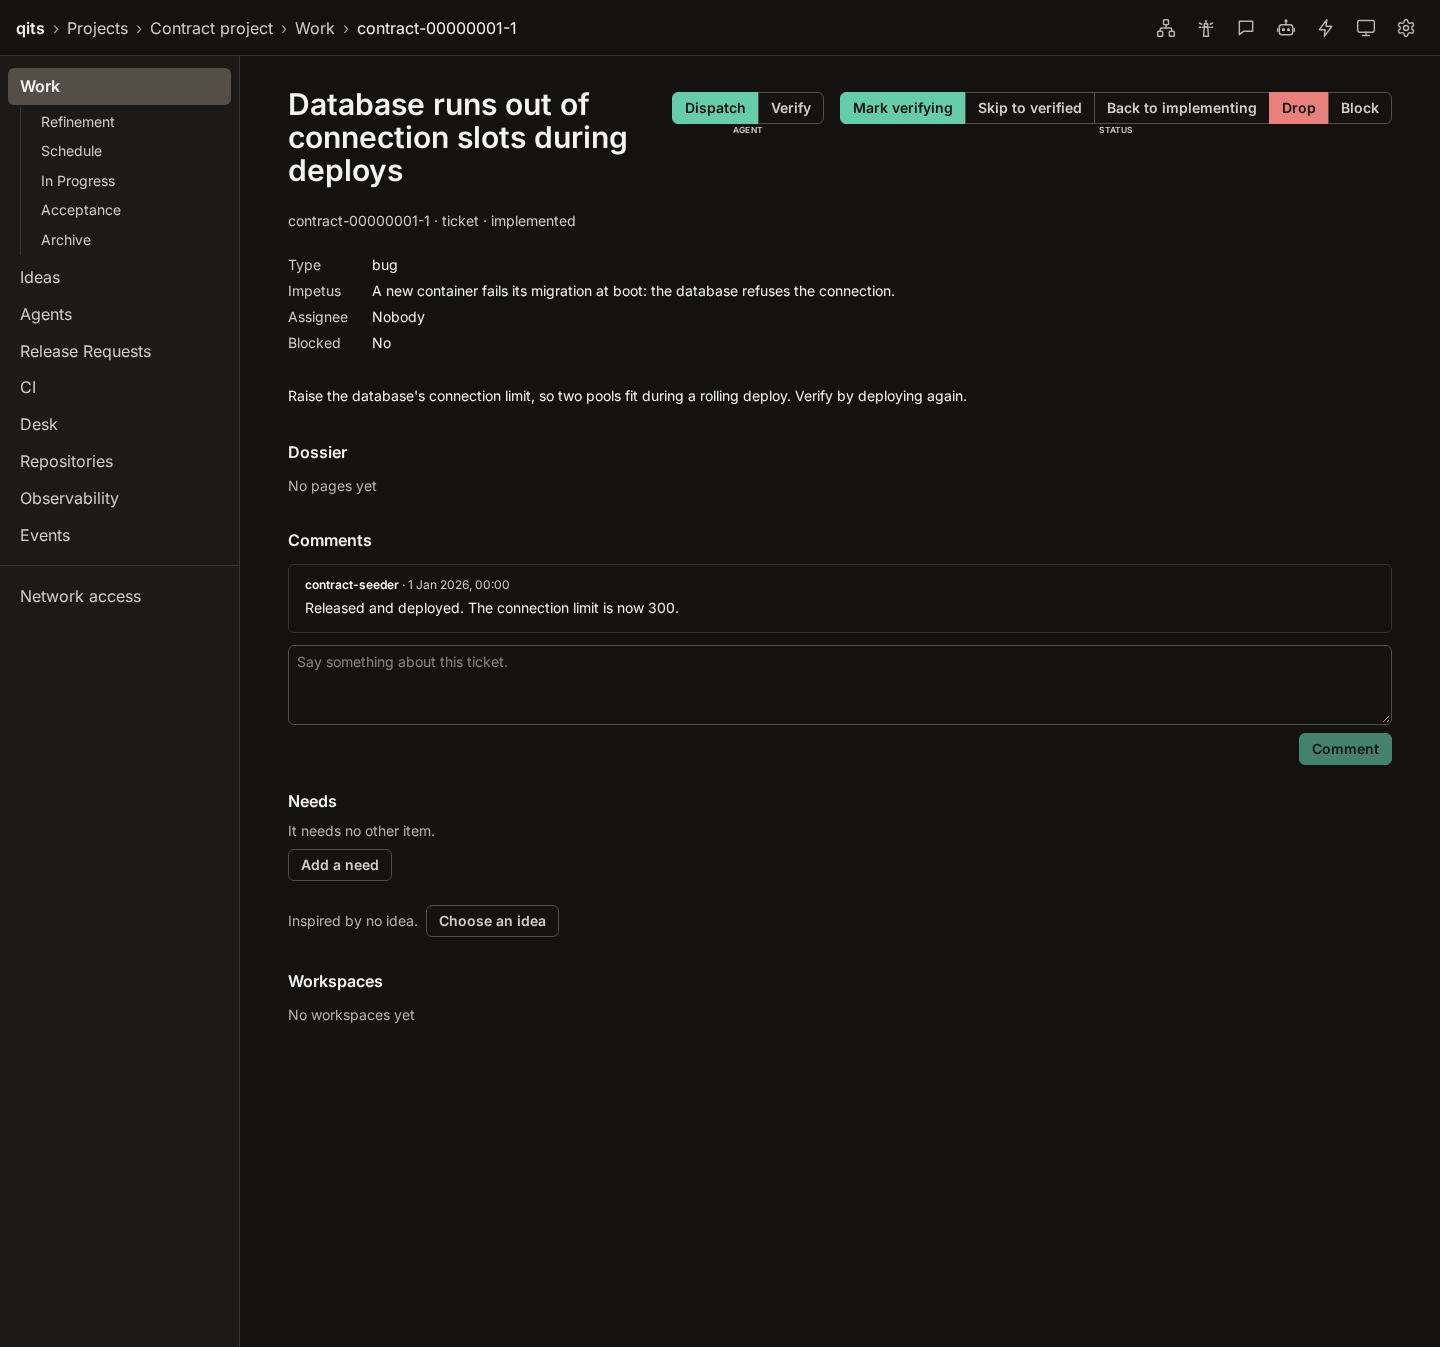 qits › Projects › Contract project › Work › contract-00000001-1
Work
Refinement
Schedule
In Progress
Acceptance
Archive
Ideas
Agents
Release Requests
CI
Desk
Repositories
Observability
Events
Network access
Database runs out of
connection slots during
deploys
Dispatch Verify
AGENT
Mark verifying Skip to verified Back to implementing Drop Block
STATUS
contract-00000001-1 · ticket · implemented
Type bug
Impetus A new container fails its migration at boot: the database refuses the connection.
Assignee Nobody
Blocked No
Raise the database's connection limit, so two pools fit during a rolling deploy. Verify by deploying again.
Dossier
No pages yet
Comments
contract-seeder · 1 Jan 2026, 00:00
Released and deployed. The connection limit is now 300.
Say something about this ticket.
Comment
Needs
It needs no other item.
Add a need
Inspired by no idea. Choose an idea
Workspaces
No workspaces yet